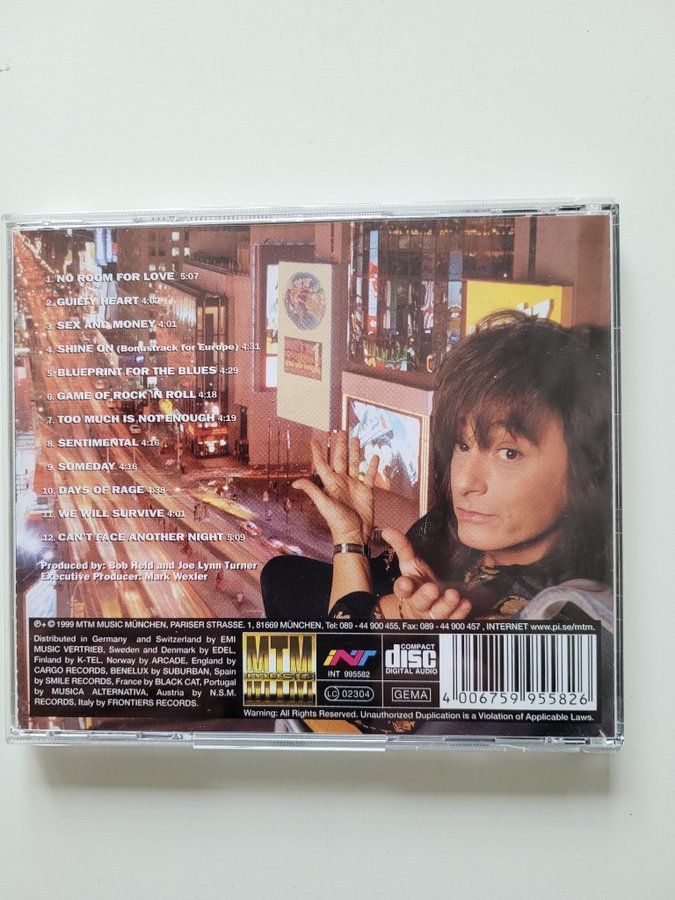 1. NO ROOM FOR LOVE 5:07
2. GUILTY HEART 4:02
3. SEX AND MONEY 4:01
4. SHINE ON (Bonustrack for Europe) 4:31
5. BLUEPRINT FOR THE BLUES 4:29
6. GAME OF ROCK 'N ROLL 4:18
7. TOO MUCH IS NOT ENOUGH 4:19
8. SENTIMENTAL 4:16
9. SOMEDAY 4:16
10. DAYS OF RAGE 4:38
11. WE WILL SURVIVE 4:01
12. CAN'T FACE ANOTHER NIGHT 5:09
Produced by: Bob Held and Joe Lynn Turner
Executive Producer: Mark Wexler
℗+ © 1999 MTM MUSIC MÜNCHEN, PARISER STRASSE. 1, 81669 MÜNCHEN, Tel: 089 - 44 900 455, Fax: 089 - 44 900 457 , INTERNET www.pi.se/mtm.
Distributed in Germany and Switzerland by EMI
MUSIC VERTRIEB, Sweden and Denmark by EDEL,
Finland by K-TEL, Norway by ARCADE, England by
CARGO RECORDS, BENELUX by SUBURBAN, Spain
by SMILE RECORDS, France by BLACK CAT, Portugal
by MUSICA ALTERNATIVA, Austria by N.S.M.
RECORDS, Italy by FRONTIERS RECORDS.
MTM
MUSIC
MTM
INT
INT 995582
LC 02304
COMPACT
disc
DIGITAL AUDIO
GEMA
4 006759 955826
Warning: All Rights Reserved. Unauthorized Duplication is a Violation of Applicable Laws.